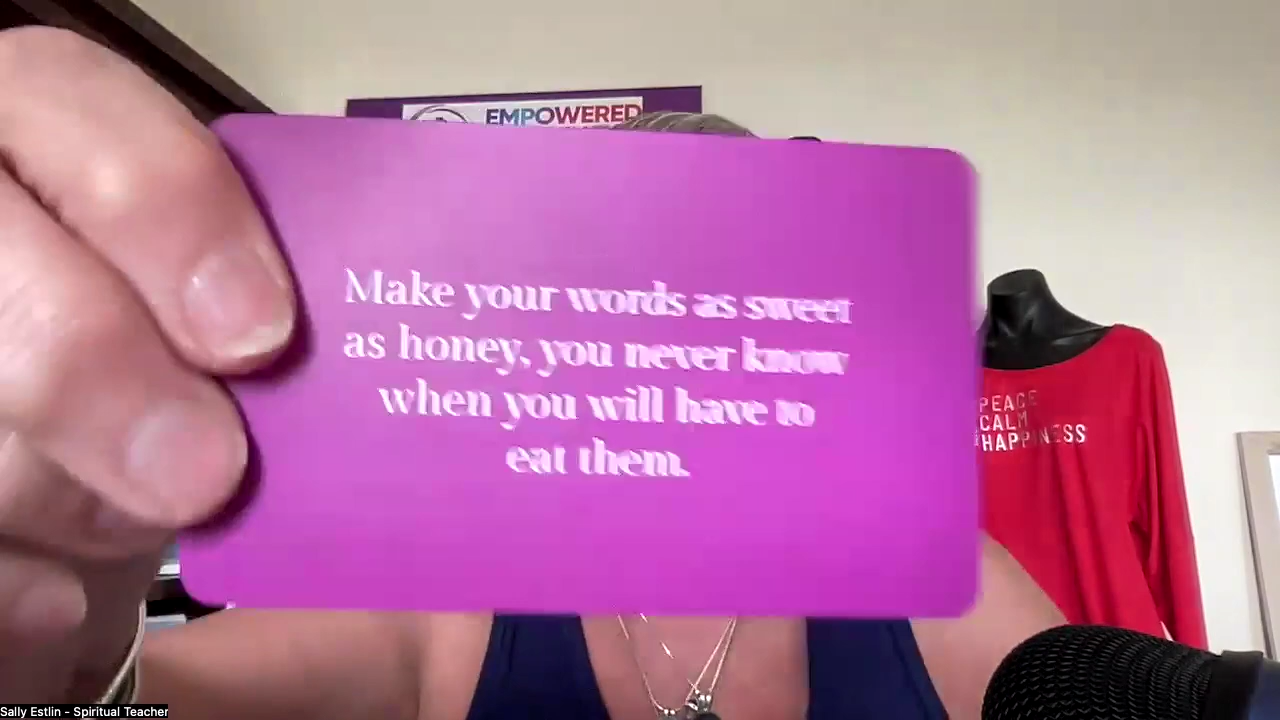 EMPOWERED
Make your words as sweet
as honey, you never know
when you will have to
eat them.
PEACE
CALM
HAPPINESS
Sally Estlin - Spiritual Teacher